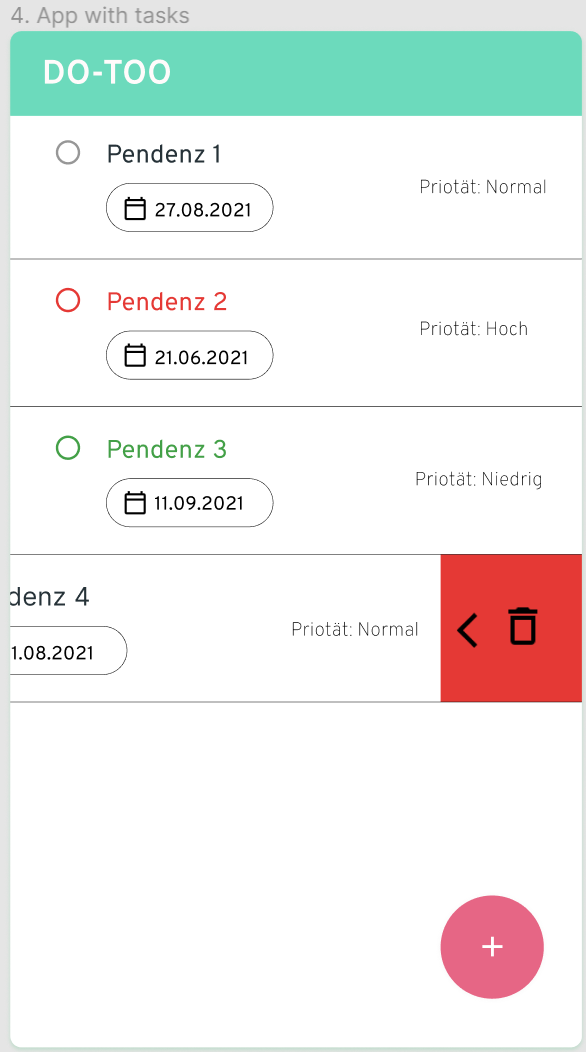 4. App with tasks
DO-TOO
Pendenz 1
Priotät: Normal
27.08.2021
Pendenz 2
Priotät: Hoch
21.06.2021
Pendenz 3
Priotät: Niedrig
11.09.2021
denz 4
Priotät: Normal
1.08.2021
+